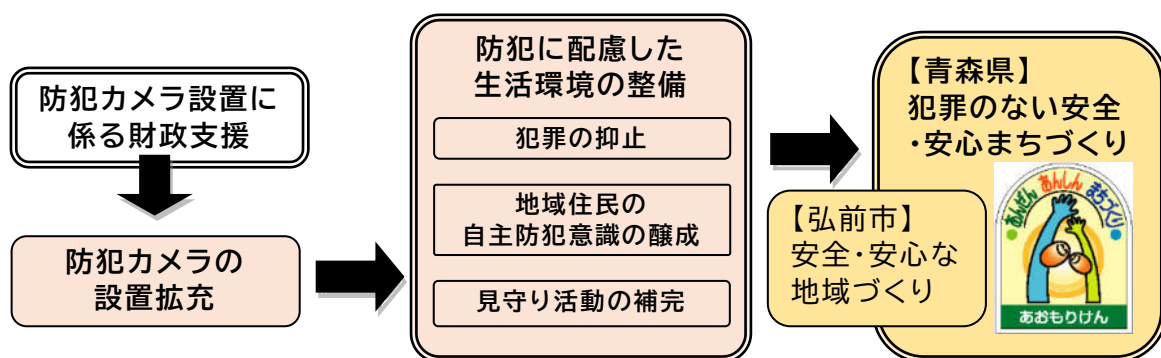 防犯カメラ設置に
係る財政支援
防犯カメラの
設置拡充
防犯に配慮した
生活環境の整備
犯罪の抑止
地域住民の
自主防犯意識の醸成
見守り活動の補完
【青森県】
犯罪のない安全
・安心まちづくり
【弘前市】
安全・安心な
地域づくり
あんぜん あんしん まちづくり
あおもりけん